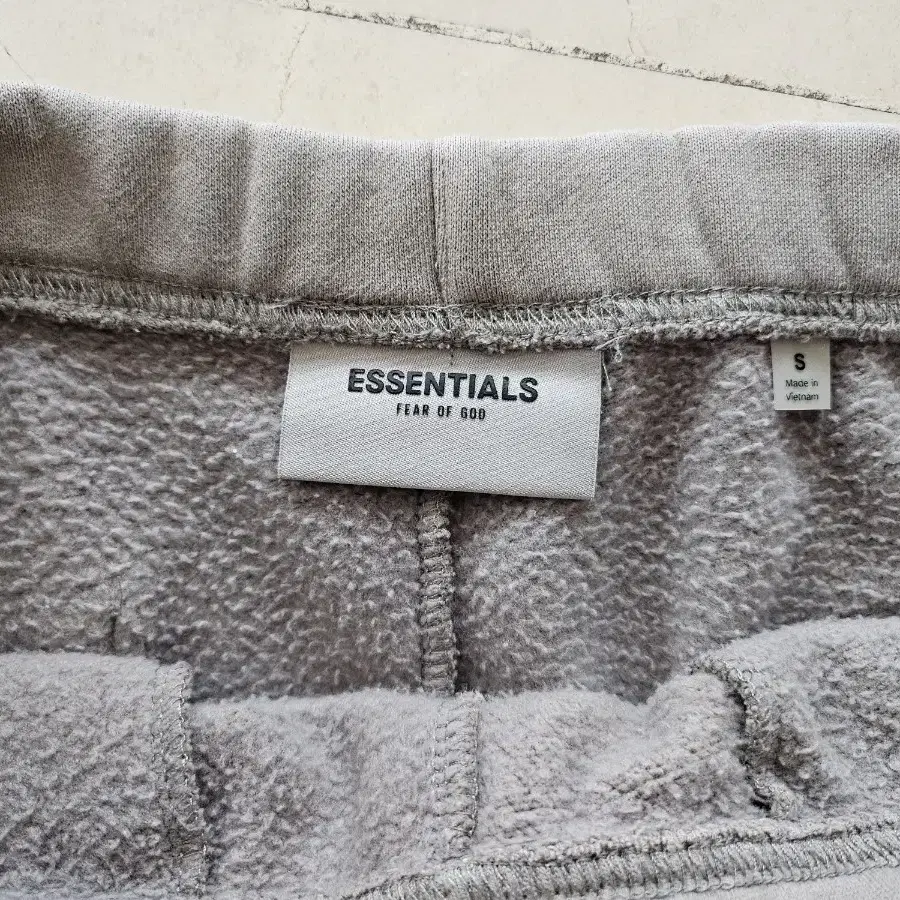 ESSENTIALS
FEAR OF GOD
S
Made in
Vietnam